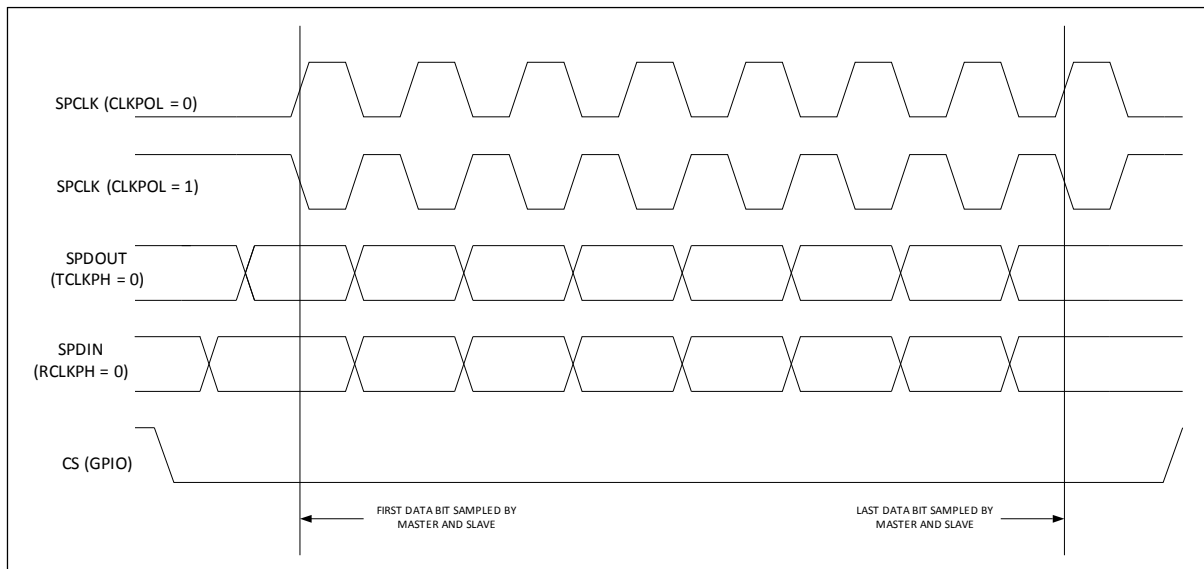 SPCLK (CLKPOL = 0)
SPCLK (CLKPOL = 1)
SPDOUT
(TCLKPH = 0)
SPDIN
(RCLKPH = 0)
CS (GPIO)
FIRST DATA BIT SAMPLED BY
MASTER AND SLAVE
LAST DATA BIT SAMPLED BY
MASTER AND SLAVE